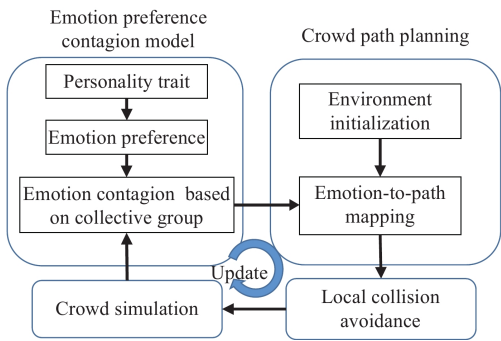 Emotion preference
contagion model
Personality trait
Emotion preference
Emotion contagion based
on collective group
Crowd path planning
Environment
initialization
Emotion-to-path
mapping
Update
Crowd simulation
Local collision
avoidance